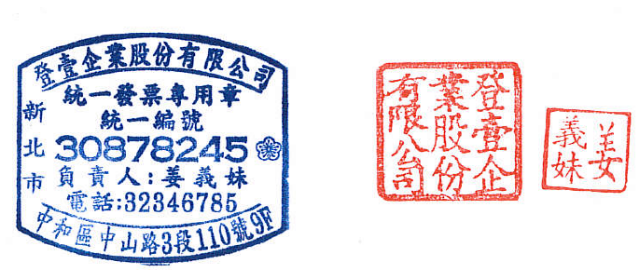 登壹企業股份有限公司
統一發票專用章
統一編號
新北市
30878245
負責人:姜義妹
電話:32346785
中和區中山路3段110號9F
登壹企
業股份
有限公司
姜
義妹